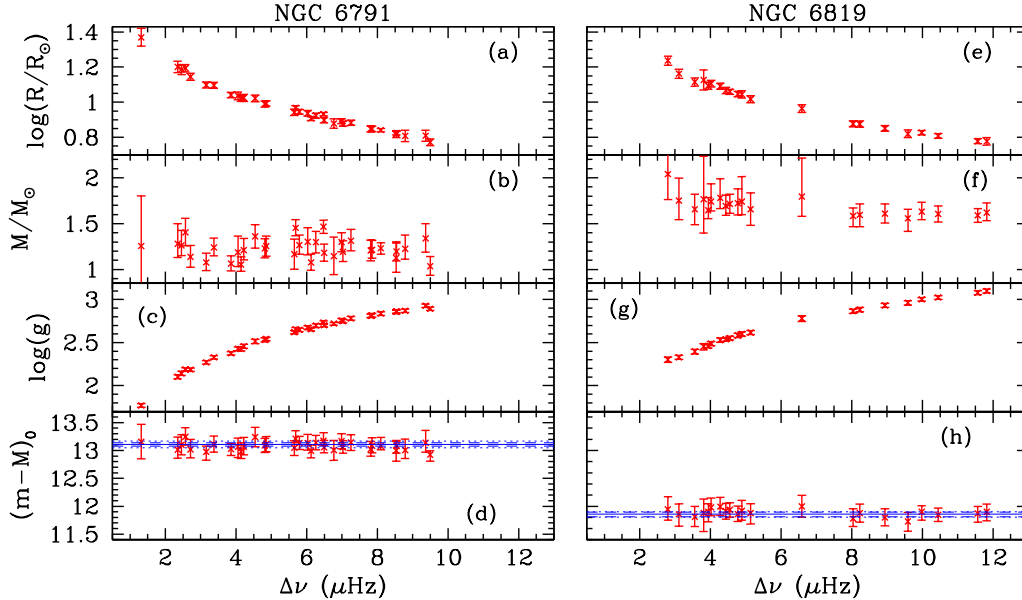 NGC 6791
NGC 6819
log(R/R⊙)
1.4
1.2
1
0.8
(a)
(e)
M/M⊙
2
1.5
1
(b)
(f)
log(g)
3
2.5
2
(c)
(g)
(m−M)₀
13.5
13
12.5
12
11.5
(d)
(h)
2 4 6 8 10 12
2 4 6 8 10 12
Δν (μHz)
Δν (μHz)